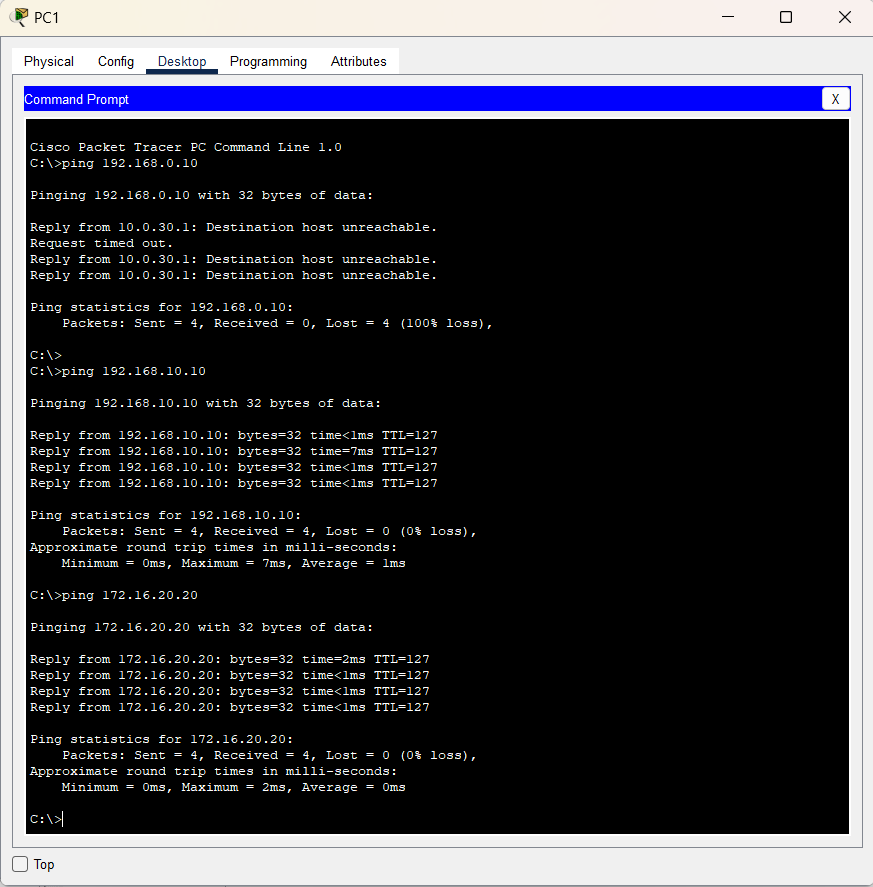 PC1
Physical Config Desktop Programming Attributes
Command Prompt X
Cisco Packet Tracer PC Command Line 1.0
C:\>ping 192.168.0.10
Pinging 192.168.0.10 with 32 bytes of data:
Reply from 10.0.30.1: Destination host unreachable.
Request timed out.
Reply from 10.0.30.1: Destination host unreachable.
Reply from 10.0.30.1: Destination host unreachable.
Ping statistics for 192.168.0.10:
    Packets: Sent = 4, Received = 0, Lost = 4 (100% loss),
C:\>
C:\>ping 192.168.10.10
Pinging 192.168.10.10 with 32 bytes of data:
Reply from 192.168.10.10: bytes=32 time<1ms TTL=127
Reply from 192.168.10.10: bytes=32 time=7ms TTL=127
Reply from 192.168.10.10: bytes=32 time<1ms TTL=127
Reply from 192.168.10.10: bytes=32 time<1ms TTL=127
Ping statistics for 192.168.10.10:
    Packets: Sent = 4, Received = 4, Lost = 0 (0% loss),
Approximate round trip times in milli-seconds:
    Minimum = 0ms, Maximum = 7ms, Average = 1ms
C:\>ping 172.16.20.20
Pinging 172.16.20.20 with 32 bytes of data:
Reply from 172.16.20.20: bytes=32 time=2ms TTL=127
Reply from 172.16.20.20: bytes=32 time<1ms TTL=127
Reply from 172.16.20.20: bytes=32 time<1ms TTL=127
Reply from 172.16.20.20: bytes=32 time<1ms TTL=127
Ping statistics for 172.16.20.20:
    Packets: Sent = 4, Received = 4, Lost = 0 (0% loss),
Approximate round trip times in milli-seconds:
    Minimum = 0ms, Maximum = 2ms, Average = 0ms
C:\>
Top